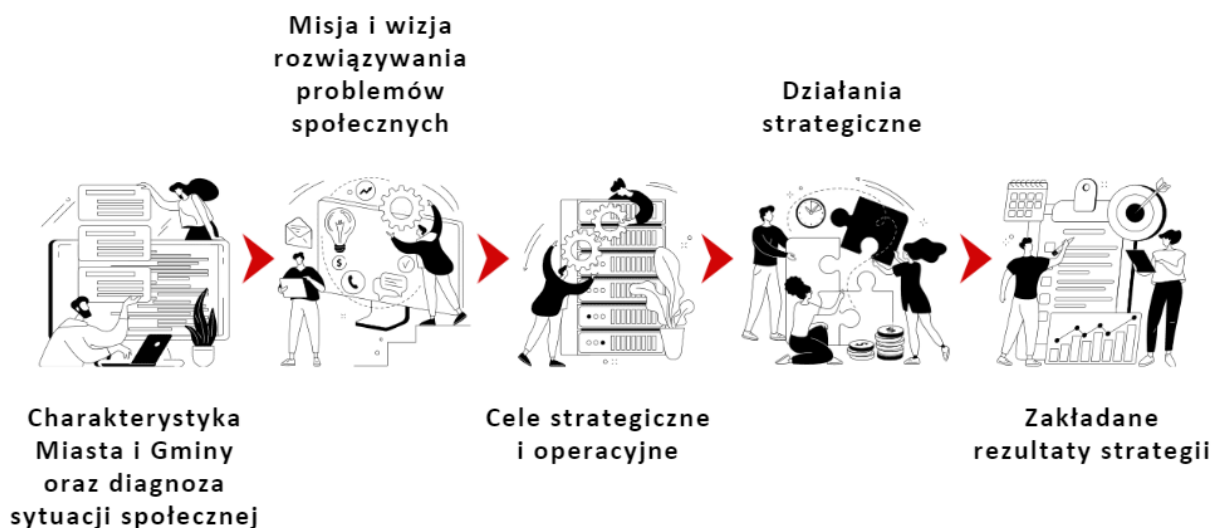 Misja i wizja
rozwiązywania
problemów
społecznych
Działania
strategiczne
Charakterystyka
Miasta i Gminy
oraz diagnoza
sytuacji społecznej
Cele strategiczne
i operacyjne
Zakładane
rezultaty strategii